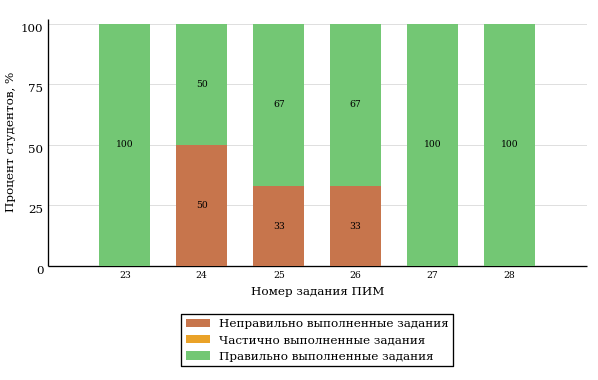 Процент студентов, %
100
75
50
25
0
100
50
50
67
33
67
33
100
100
23 24 25 26 27 28
Номер задания ПИМ
Неправильно выполненные задания
Частично выполненные задания
Правильно выполненные задания